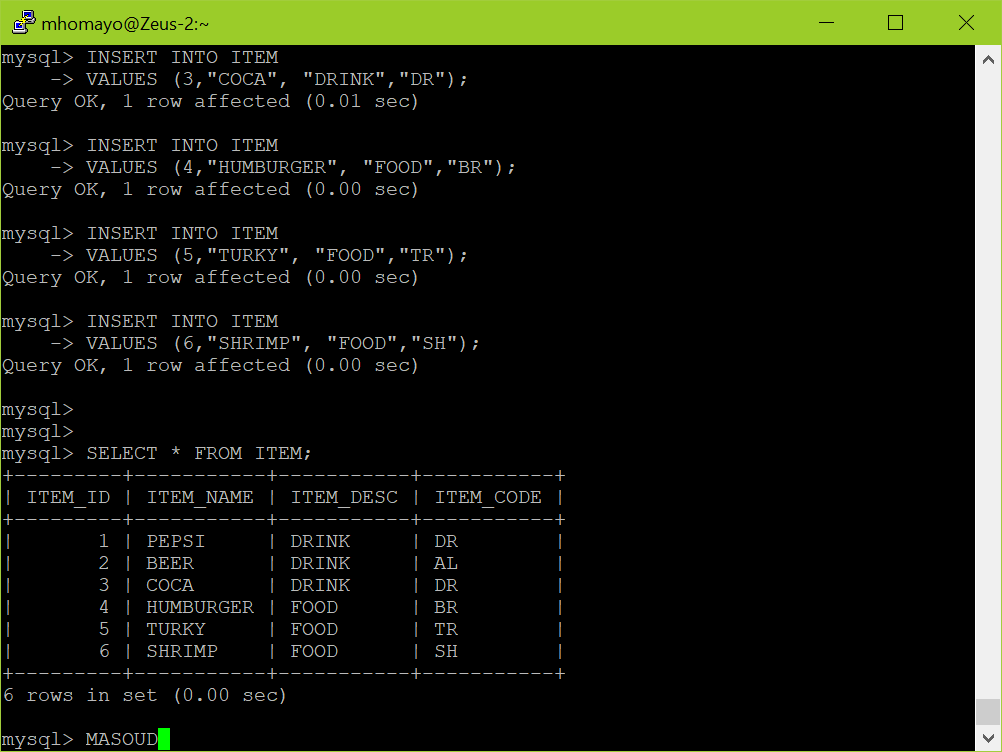 mhomayo@Zeus-2:~
mysql> INSERT INTO ITEM
    -> VALUES (3,"COCA", "DRINK","DR");
Query OK, 1 row affected (0.01 sec)
mysql> INSERT INTO ITEM
    -> VALUES (4,"HUMBURGER", "FOOD","BR");
Query OK, 1 row affected (0.00 sec)
mysql> INSERT INTO ITEM
    -> VALUES (5,"TURKY", "FOOD","TR");
Query OK, 1 row affected (0.00 sec)
mysql> INSERT INTO ITEM
    -> VALUES (6,"SHRIMP", "FOOD","SH");
Query OK, 1 row affected (0.00 sec)
mysql>
mysql>
mysql> SELECT * FROM ITEM;
+---------+-----------+-----------+-----------+
| ITEM_ID | ITEM_NAME | ITEM_DESC | ITEM_CODE |
+---------+-----------+-----------+-----------+
|       1 | PEPSI     | DRINK     | DR        |
|       2 | BEER      | DRINK     | AL        |
|       3 | COCA      | DRINK     | DR        |
|       4 | HUMBURGER | FOOD      | BR        |
|       5 | TURKY     | FOOD      | TR        |
|       6 | SHRIMP    | FOOD      | SH        |
+---------+-----------+-----------+-----------+
6 rows in set (0.00 sec)
mysql> MASOUD